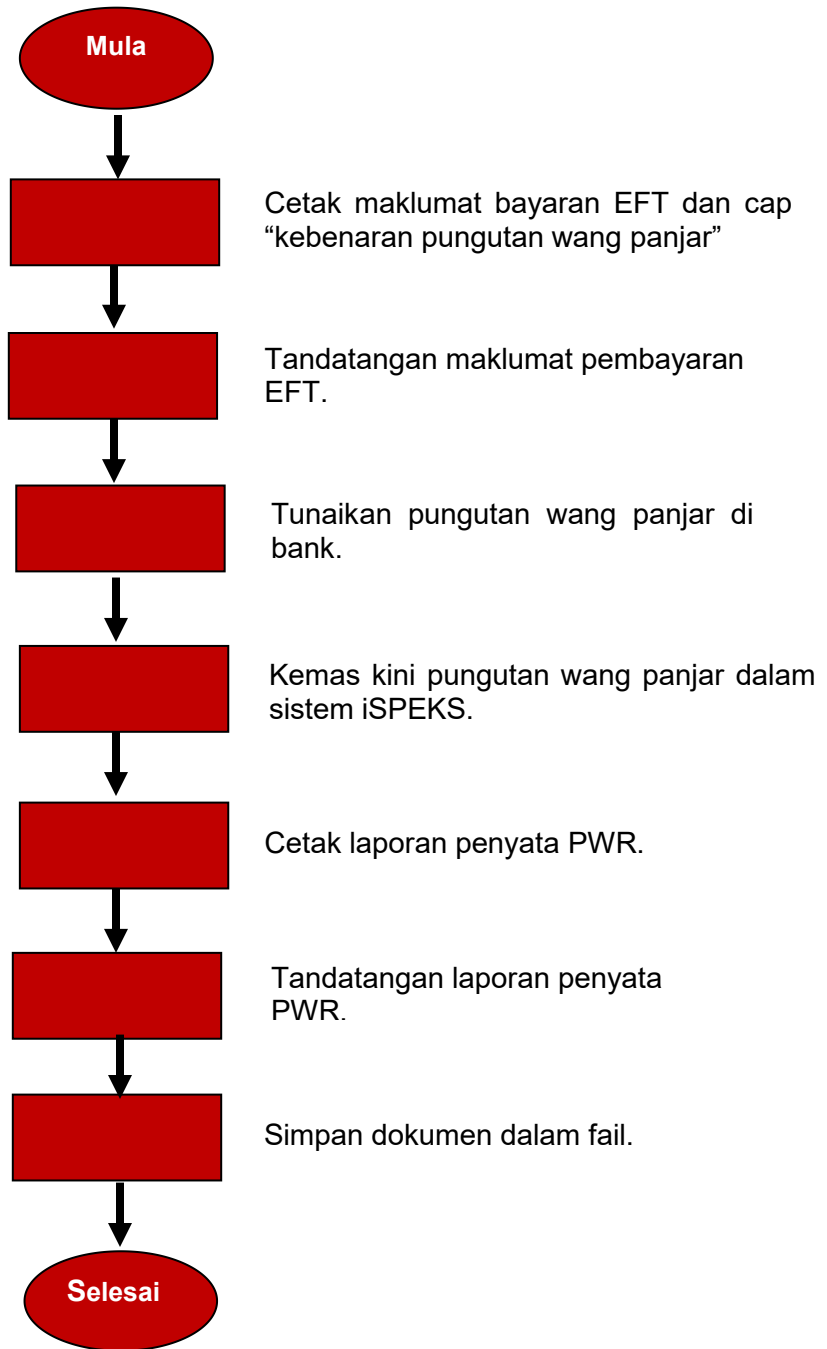 Mula
Cetak maklumat bayaran EFT dan cap
“kebenaran pungutan wang panjar”
Tandatangan maklumat pembayaran
EFT.
Tunaikan pungutan wang panjar di
bank.
Kemas kini pungutan wang panjar dalam
sistem iSPEKS.
Cetak laporan penyata PWR.
Tandatangan laporan penyata
PWR.
Simpan dokumen dalam fail.
Selesai